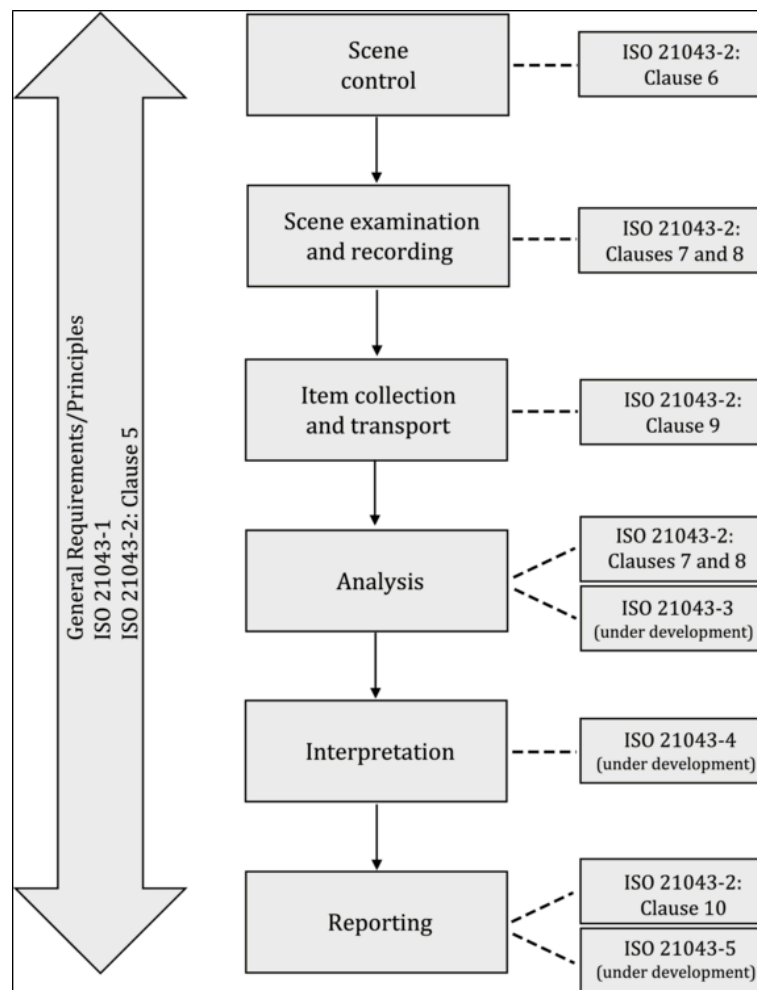 General Requirements/Principles
ISO 21043-1
ISO 21043-2: Clause 5
Scene
control
ISO 21043-2:
Clause 6
Scene examination
and recording
ISO 21043-2:
Clauses 7 and 8
Item collection
and transport
ISO 21043-2:
Clause 9
Analysis
ISO 21043-2:
Clauses 7 and 8
ISO 21043-3
(under development)
Interpretation
ISO 21043-4
(under development)
Reporting
ISO 21043-2:
Clause 10
ISO 21043-5
(under development)